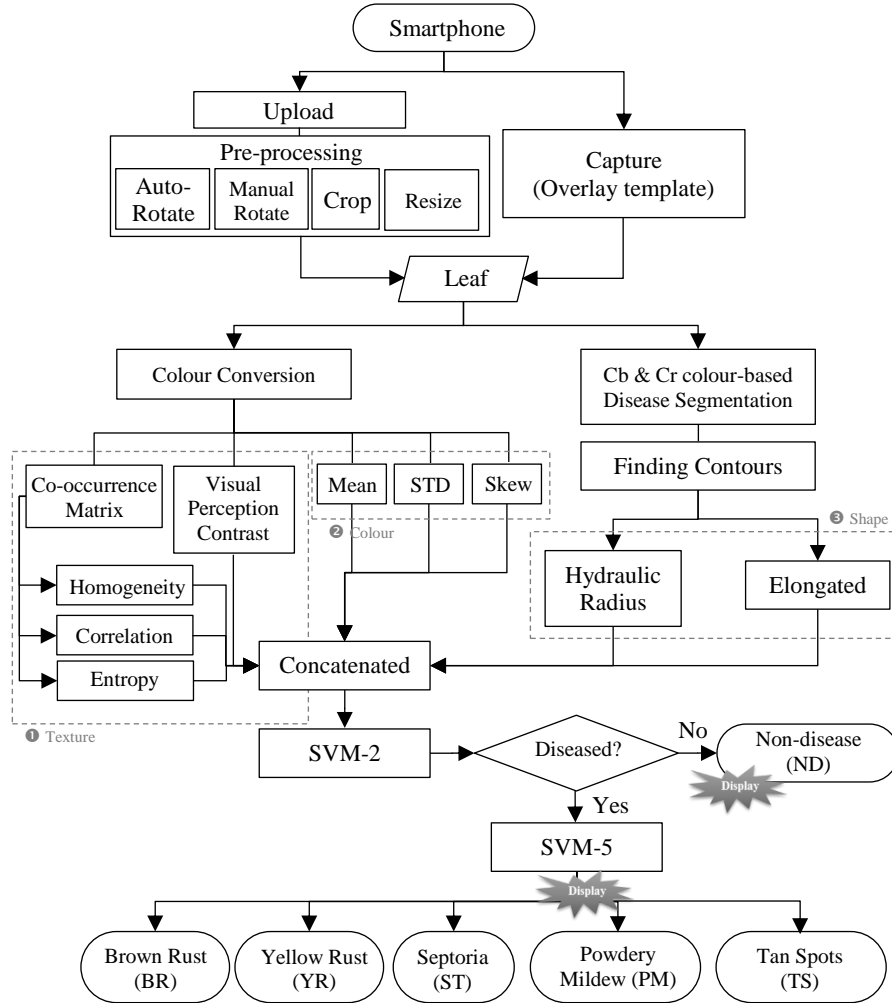 Smartphone
Upload
Pre-processing
Auto-
Rotate
Manual
Rotate
Crop
Resize
Capture
(Overlay template)
Leaf
Colour Conversion
Cb & Cr colour-based
Disease Segmentation
Finding Contours
Co-occurrence
Matrix
Visual
Perception
Contrast
Mean
STD
Skew
❷ Colour
❸ Shape
Hydraulic
Radius
Elongated
Homogeneity
Correlation
Entropy
Concatenated
❶ Texture
SVM-2
Diseased?
No
Non-disease
(ND)
Display
Yes
SVM-5
Display
Brown Rust
(BR)
Yellow Rust
(YR)
Septoria
(ST)
Powdery
Mildew (PM)
Tan Spots
(TS)